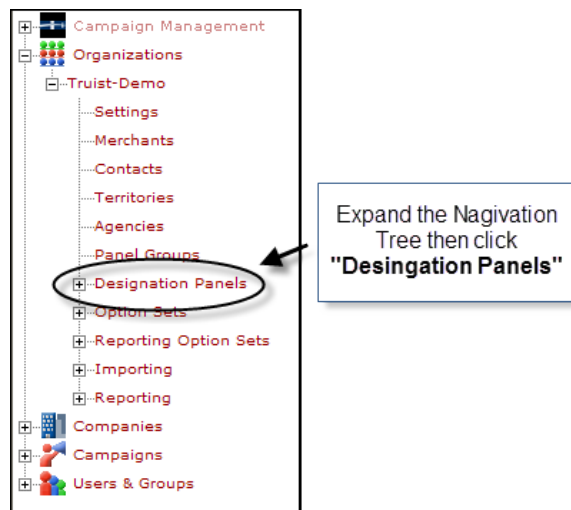 Campaign Management
Organizations
Truist-Demo
Settings
Merchants
Contacts
Territories
Agencies
Panel Groups
Designation Panels
Option Sets
Reporting Option Sets
Importing
Reporting
Companies
Campaigns
Users & Groups
Expand the Nagivation
Tree then click
"Desingation Panels"